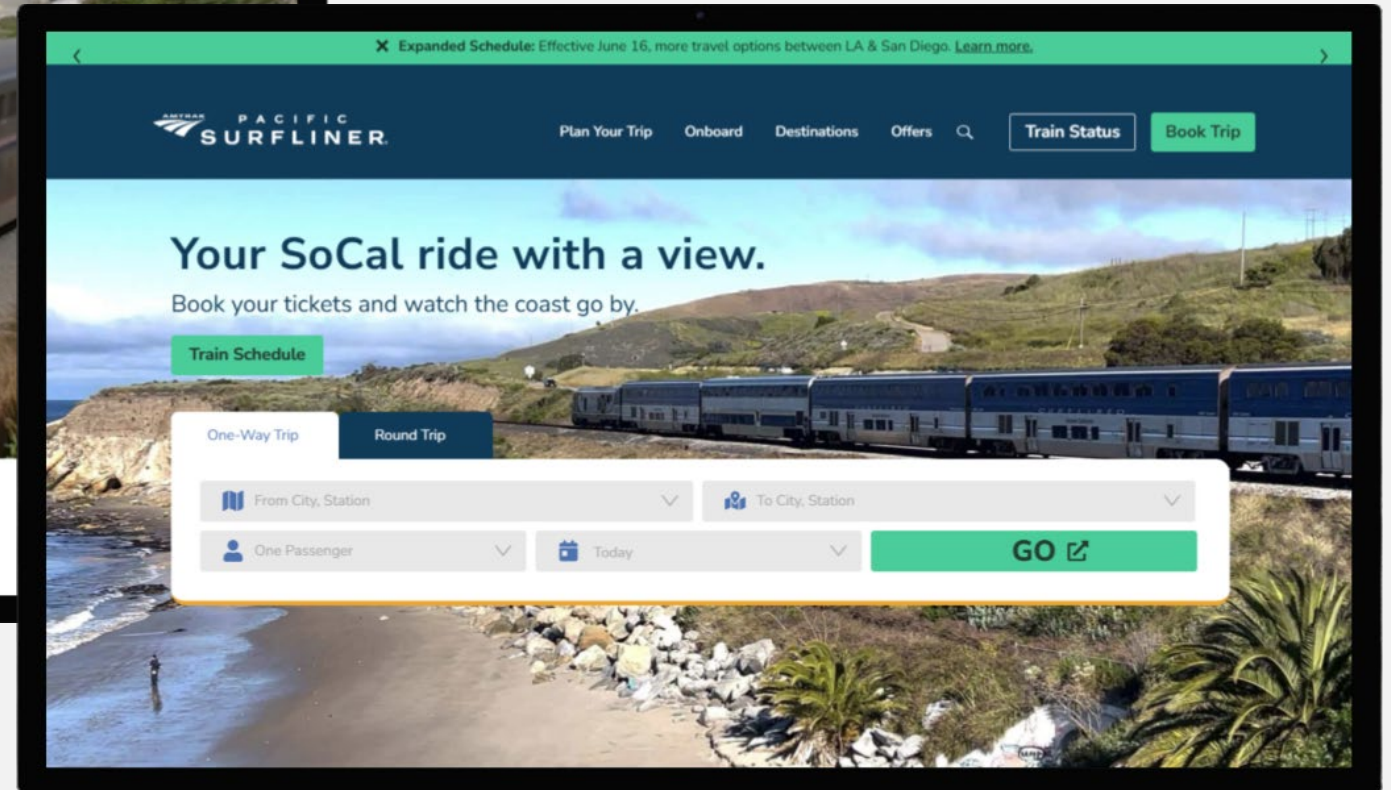 ✕ Expanded Schedule: Effective June 16, more travel options between LA & San Diego. Learn more.
AMTRAK
PACIFIC
SURFLINER
Plan Your Trip
Onboard
Destinations
Offers
Train Status
Book Trip
Your SoCal ride with a view.
Book your tickets and watch the coast go by.
Train Schedule
One-Way Trip
Round Trip
From City, Station
To City, Station
One Passenger
Today
GO